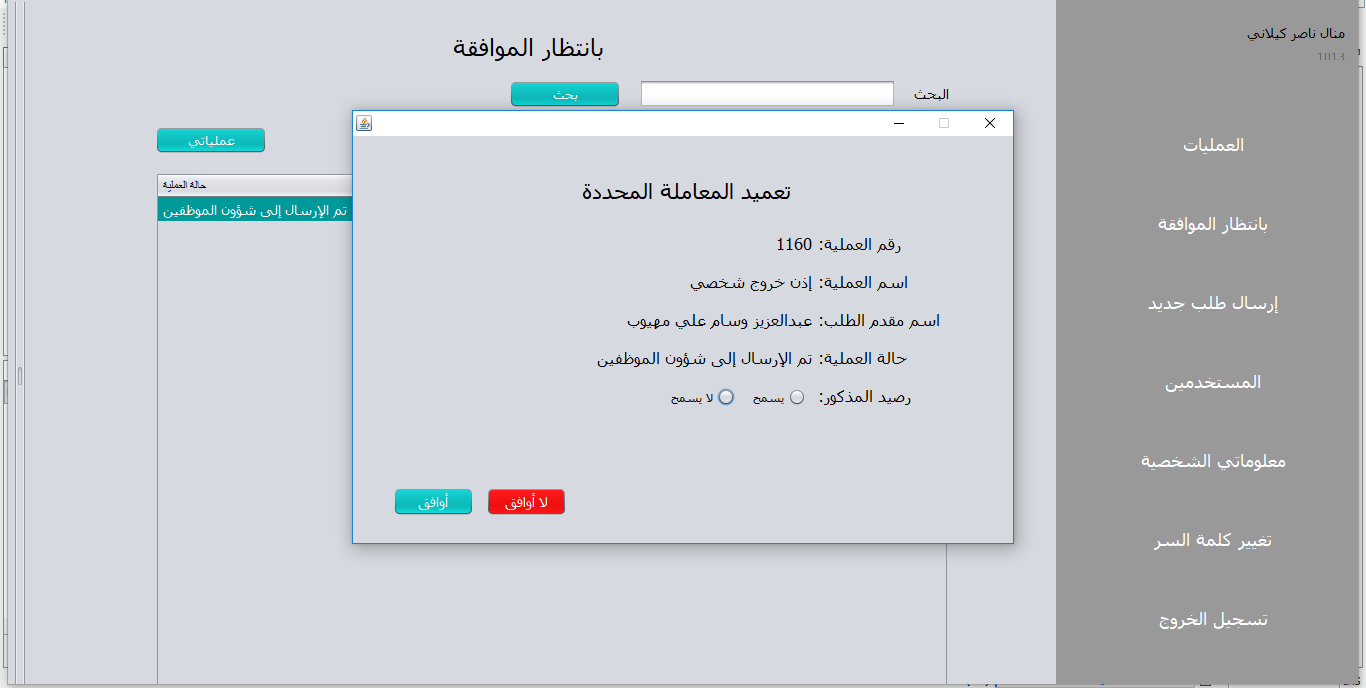 منال ناصر كيلاني
1013
العمليات
بانتظار الموافقة
إرسال طلب جديد
المستخدمين
معلوماتي الشخصية
تغيير كلمة السر
تسجيل الخروج
بانتظار الموافقة
البحث
بحث
عملياتي
حالة العملية
تم الإرسال إلى شؤون الموظفين
تعميد المعاملة المحددة
رقم العملية: 1160
اسم العملية: إذن خروج شخصي
اسم مقدم الطلب: عبدالعزيز وسام علي مهيوب
حالة العملية: تم الإرسال إلى شؤون الموظفين
رصيد المذكور: يسمح لا يسمح
لا أوافق
أوافق